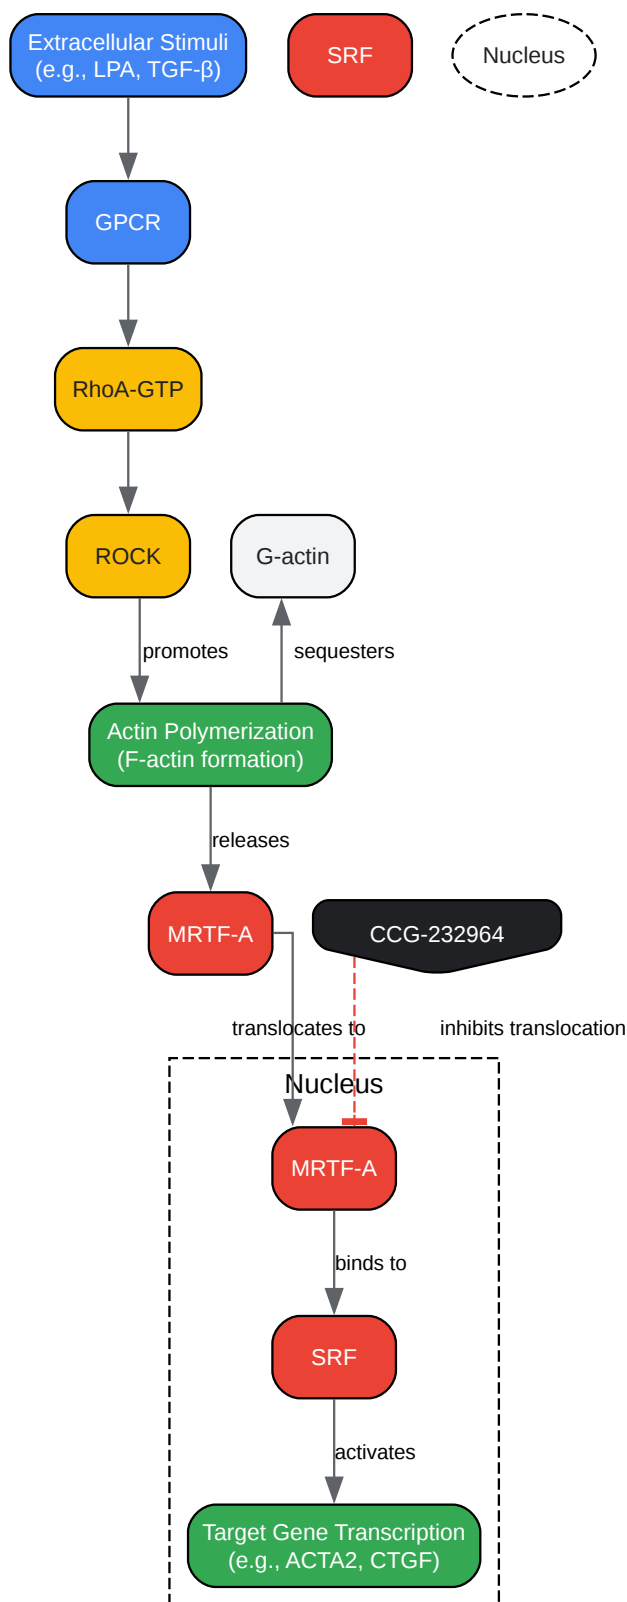 Extracellular Stimuli
(e.g., LPA, TGF-β)
SRF
Nucleus
GPCR
RhoA-GTP
ROCK
G-actin
promotes
sequesters
Actin Polymerization
(F-actin formation)
releases
MRTF-A
CCG-232964
translocates to
inhibits translocation
Nucleus
MRTF-A
binds to
SRF
activates
Target Gene Transcription
(e.g., ACTA2, CTGF)